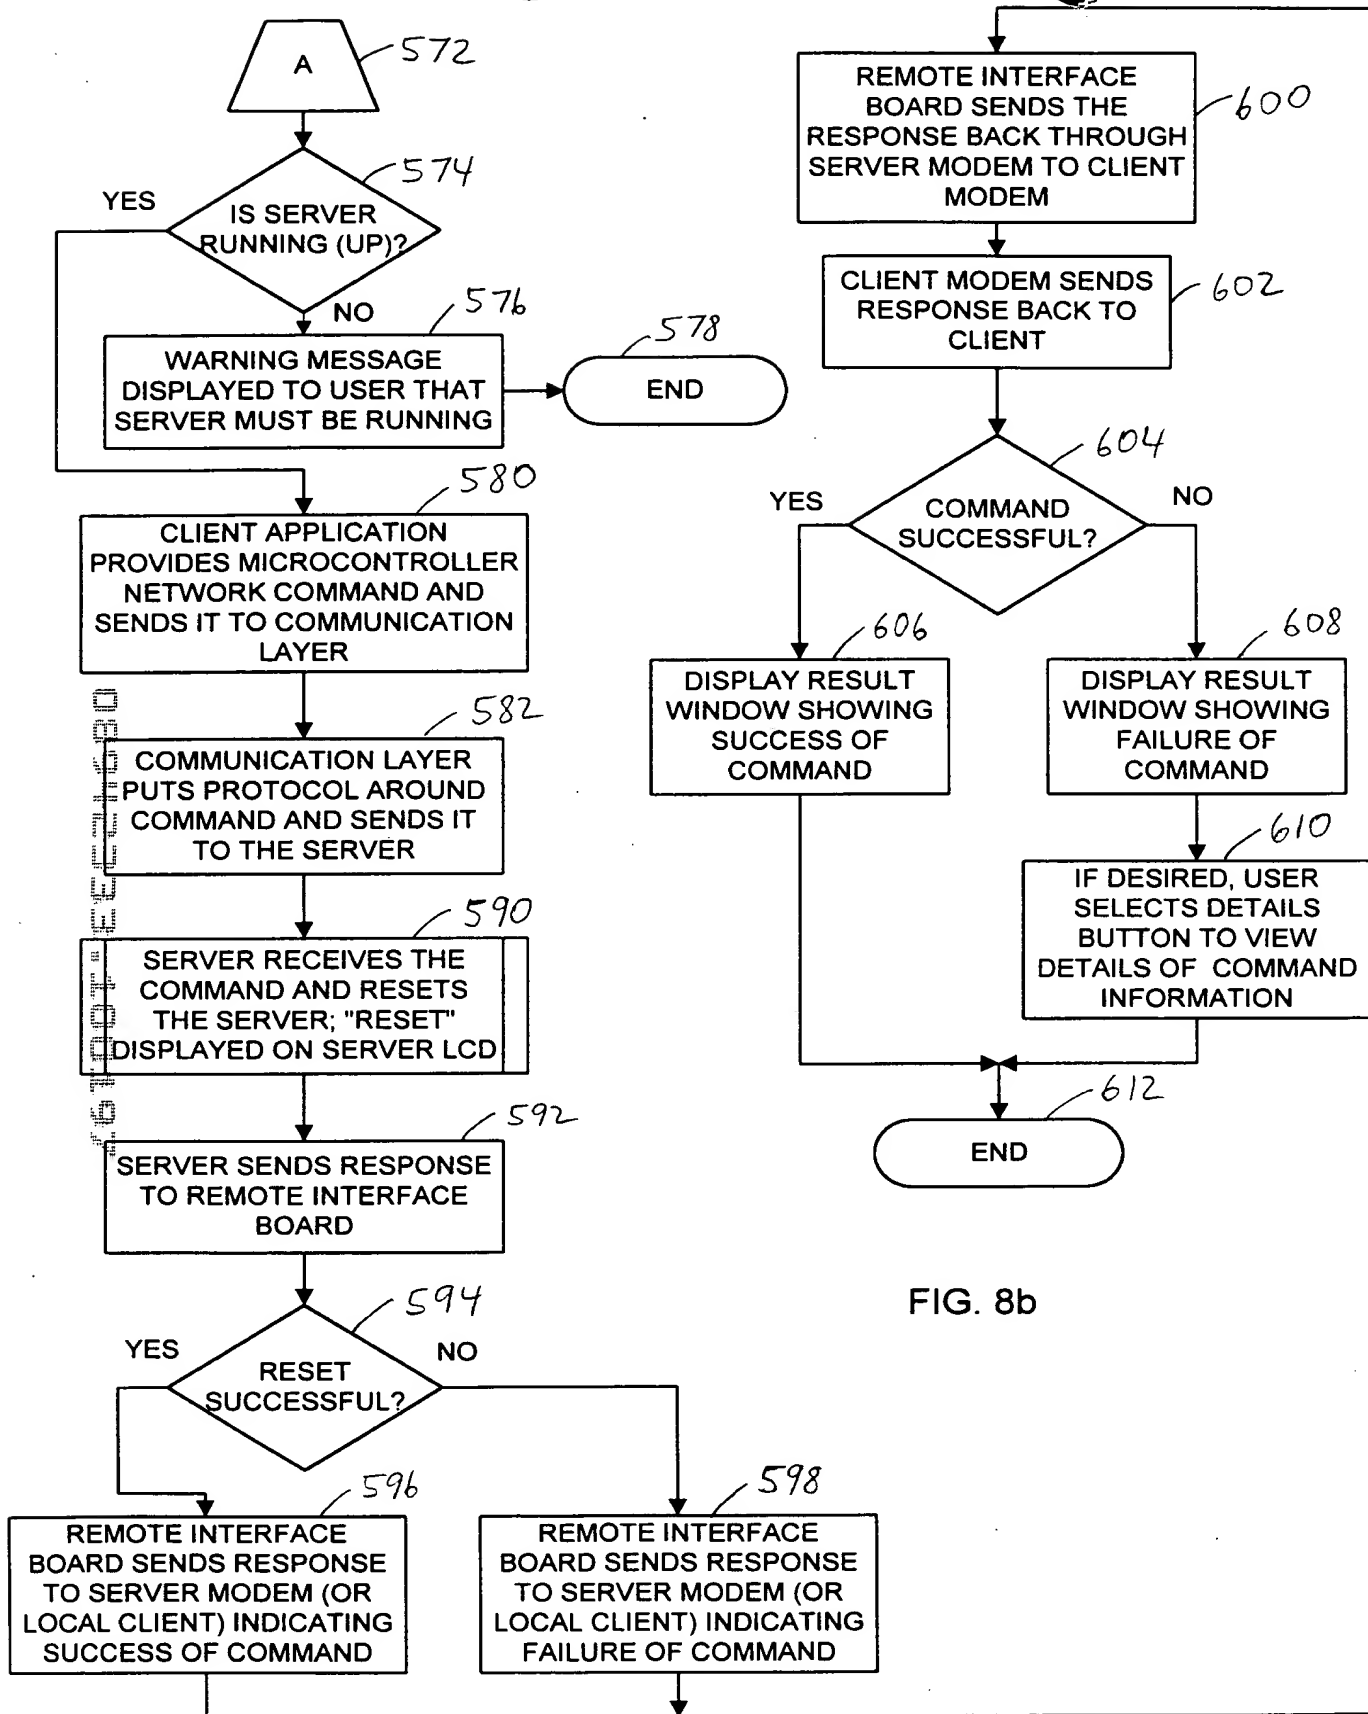 A
572
574
YES
IS SERVER
RUNNING (UP)?
NO
576
WARNING MESSAGE
DISPLAYED TO USER THAT
SERVER MUST BE RUNNING
578
END
580
CLIENT APPLICATION
PROVIDES MICROCONTROLLER
NETWORK COMMAND AND
SENDS IT TO COMMUNICATION
LAYER
582
COMMUNICATION LAYER
PUTS PROTOCOL AROUND
COMMAND AND SENDS IT
TO THE SERVER
590
SERVER RECEIVES THE
COMMAND AND RESETS
THE SERVER; "RESET"
DISPLAYED ON SERVER LCD
592
SERVER SENDS RESPONSE
TO REMOTE INTERFACE
BOARD
594
YES
NO
RESET
SUCCESSFUL?
596
REMOTE INTERFACE
BOARD SENDS RESPONSE
TO SERVER MODEM (OR
LOCAL CLIENT) INDICATING
SUCCESS OF COMMAND
598
REMOTE INTERFACE
BOARD SENDS RESPONSE
TO SERVER MODEM (OR
LOCAL CLIENT) INDICATING
FAILURE OF COMMAND
600
REMOTE INTERFACE
BOARD SENDS THE
RESPONSE BACK THROUGH
SERVER MODEM TO CLIENT
MODEM
602
CLIENT MODEM SENDS
RESPONSE BACK TO
CLIENT
604
YES
NO
COMMAND
SUCCESSFUL?
606
DISPLAY RESULT
WINDOW SHOWING
SUCCESS OF
COMMAND
608
DISPLAY RESULT
WINDOW SHOWING
FAILURE OF
COMMAND
610
IF DESIRED, USER
SELECTS DETAILS
BUTTON TO VIEW
DETAILS OF COMMAND
INFORMATION
612
END
FIG. 8b